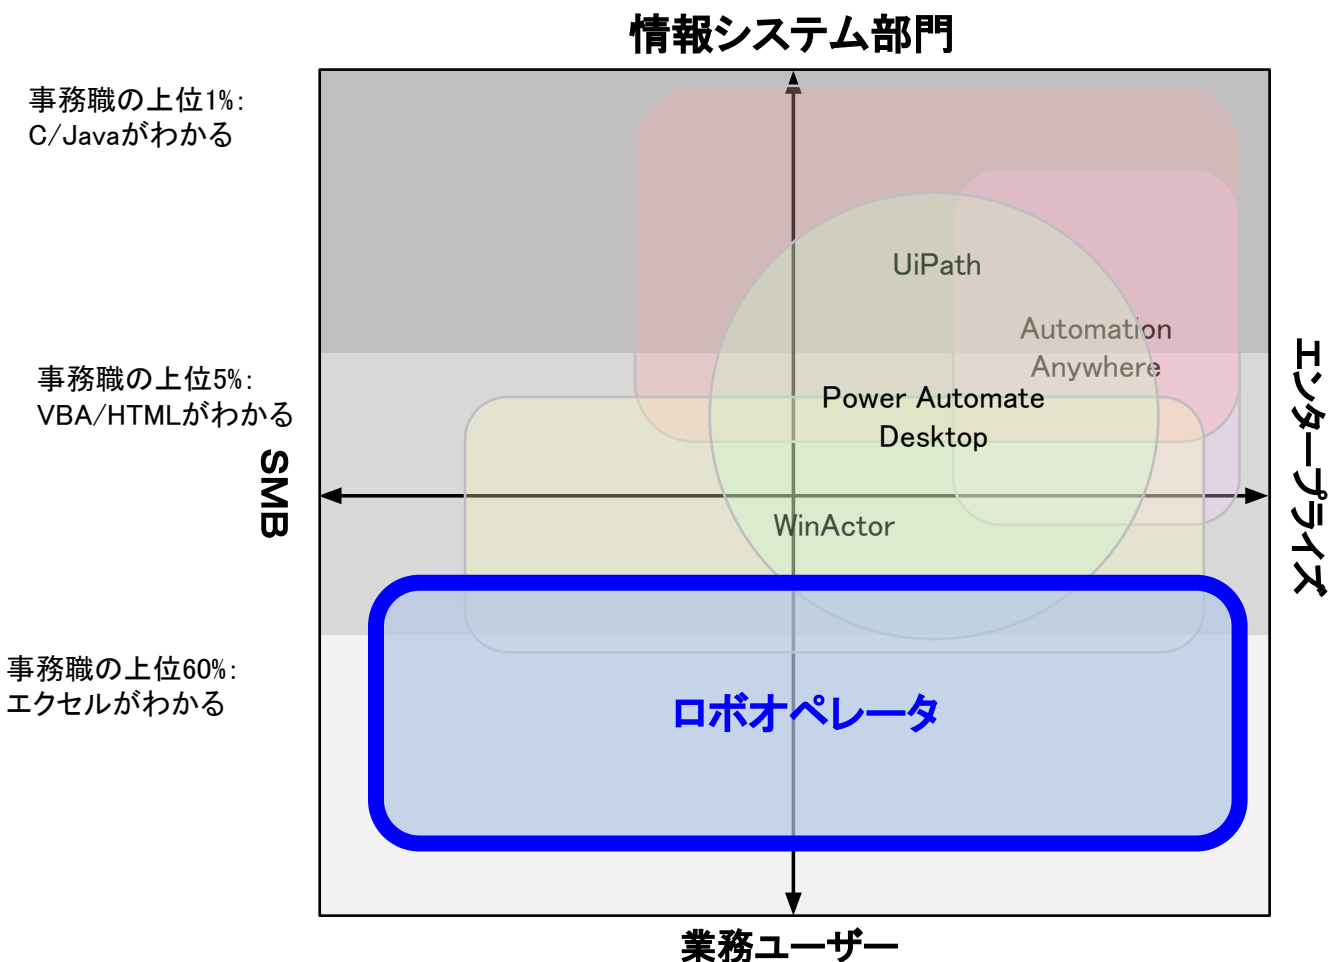 情報システム部門
事務職の上位1%:
C/Javaがわかる
UiPath
Automation
Anywhere
事務職の上位5%:
VBA/HTMLがわかる
Power Automate
Desktop
SMB
エンタープライズ
WinActor
事務職の上位60%:
エクセルがわかる
ロボオペレータ
業務ユーザー